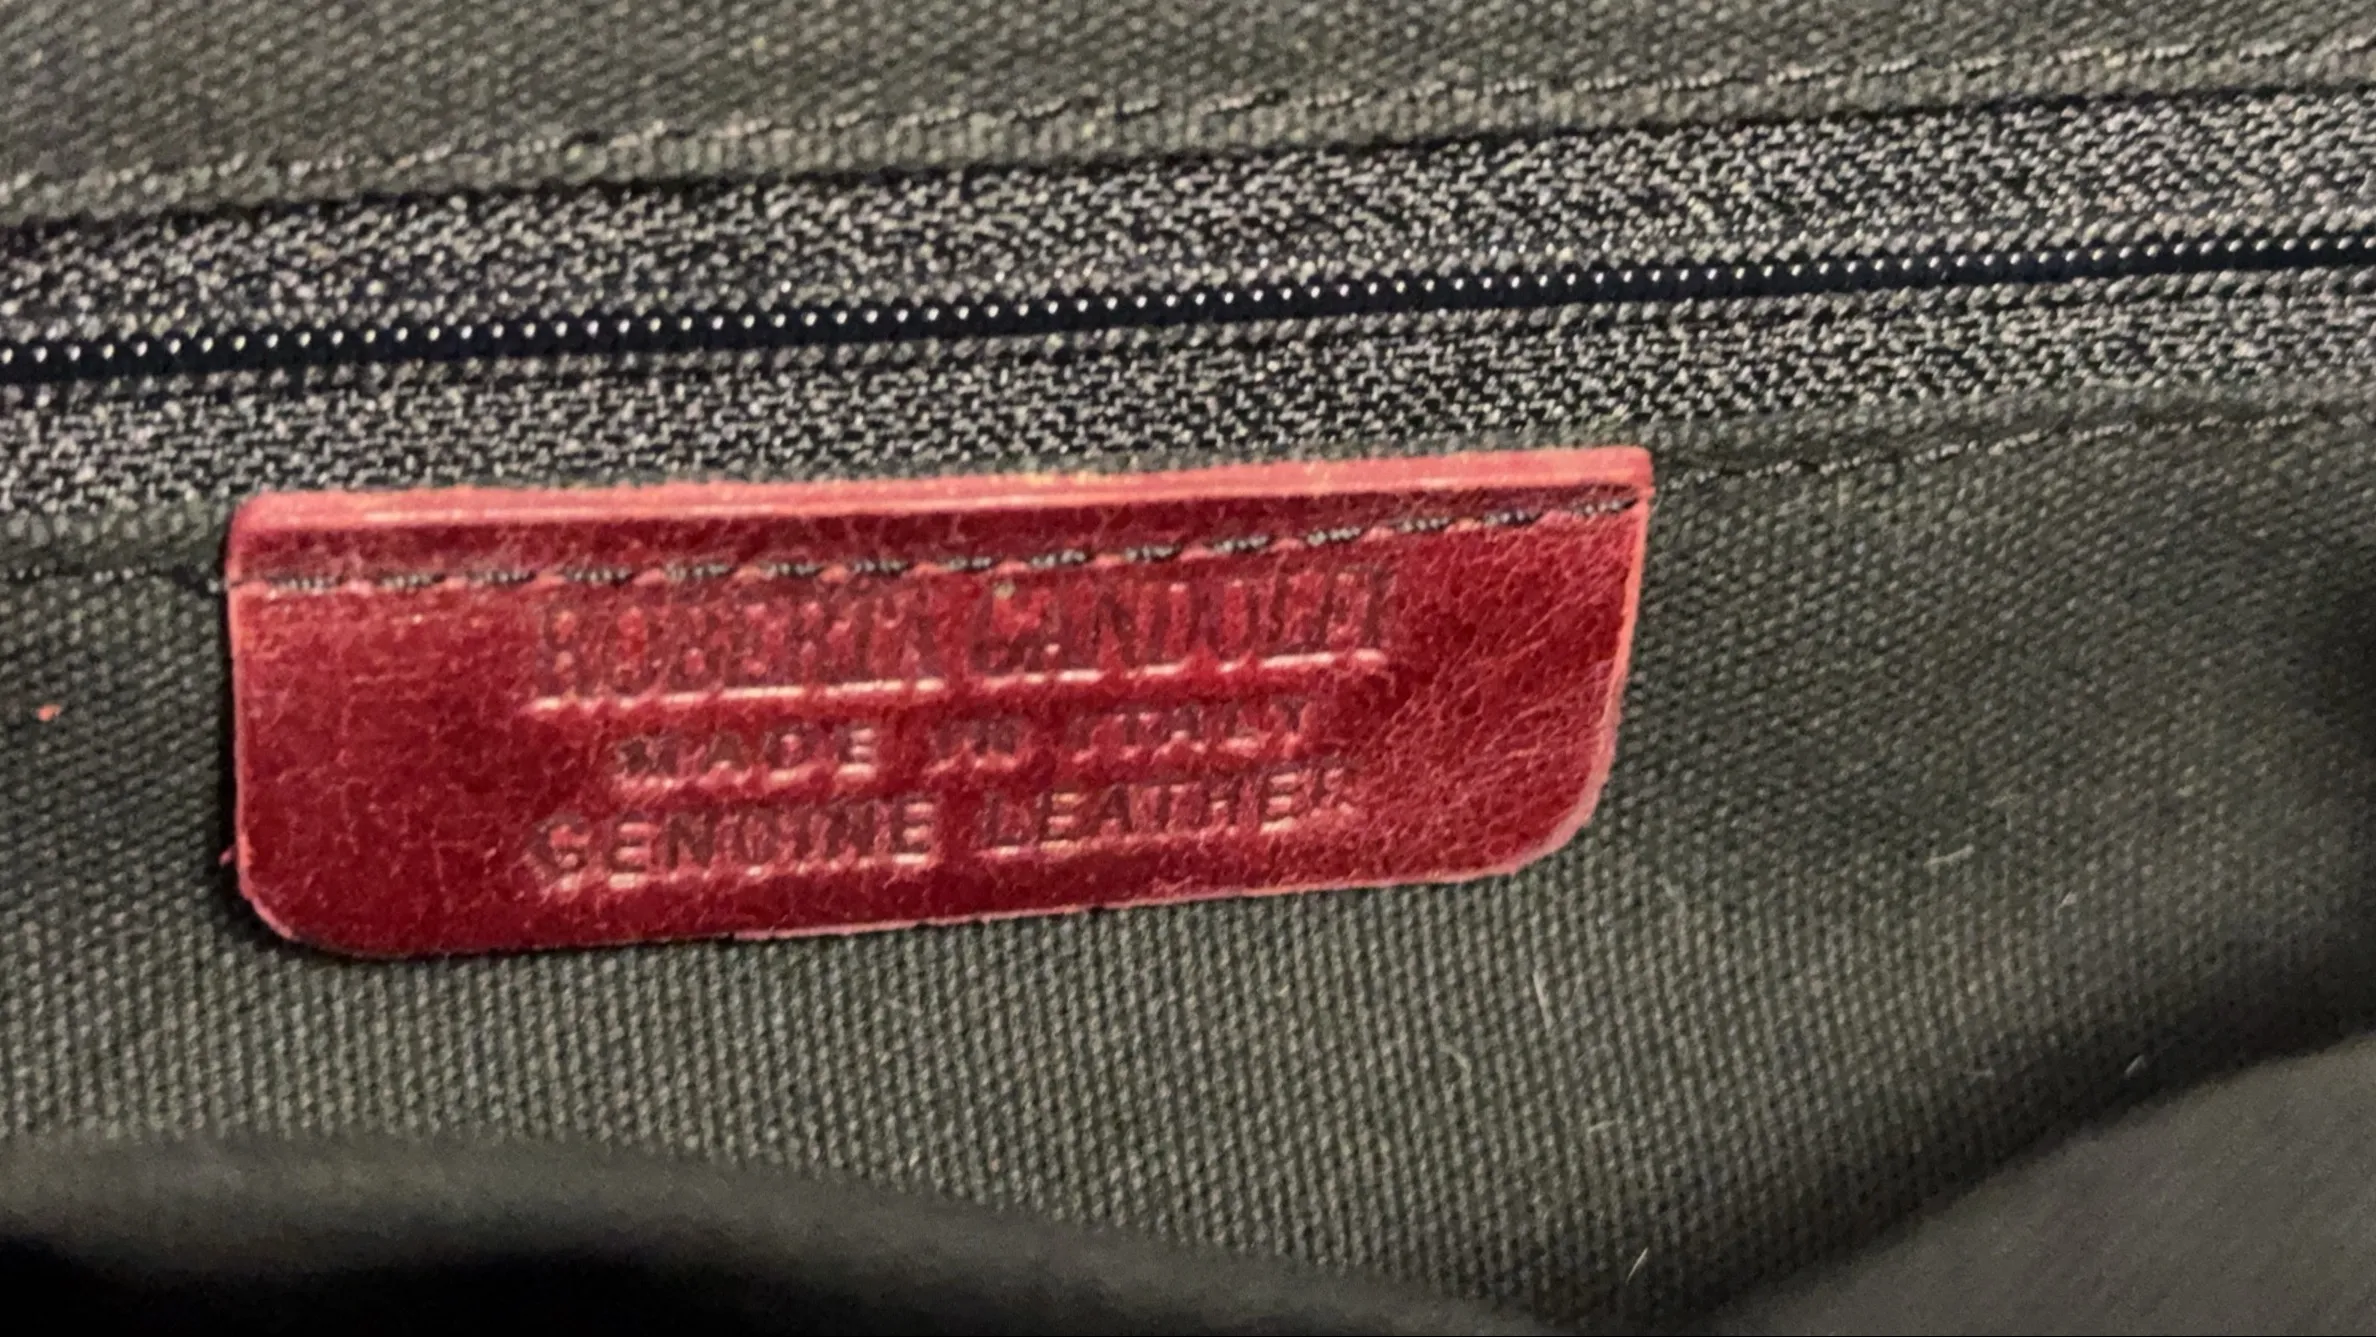 ROBERTA GANDOLFI
MADE IN ITALY
GENUINE LEATHER